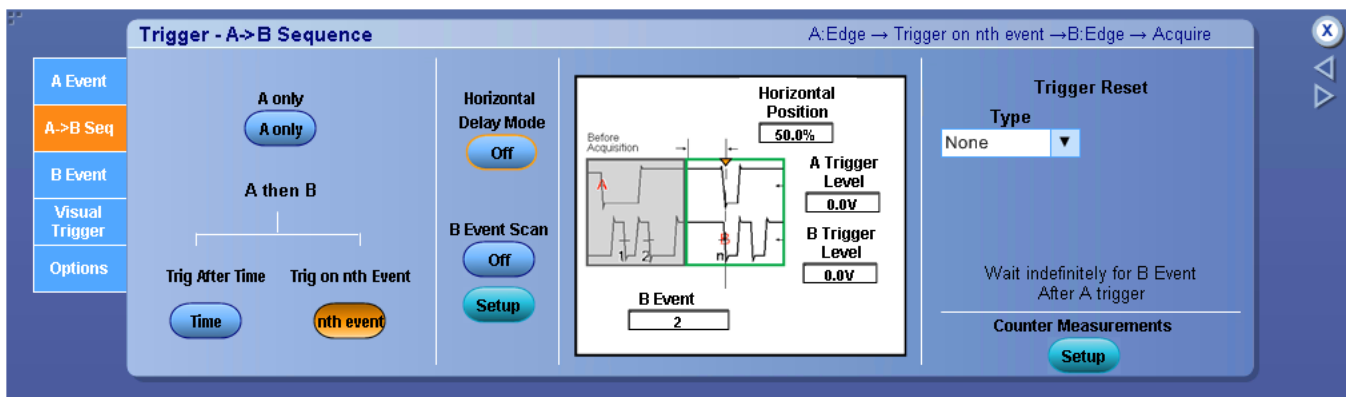 Trigger - A->B Sequence
A:Edge → Trigger on nth event →B:Edge → Acquire
X
A Event
A->B Seq
B Event
Visual
Trigger
Options
A only
A only
A then B
Trig After Time
Trig on nth Event
Time
nth event
Horizontal
Delay Mode
Off
B Event Scan
Off
Setup
Before
Acquisition
A
1
2
B
n
Horizontal
Position
50.0%
A Trigger
Level
0.0V
B Trigger
Level
0.0V
B Event
2
Trigger Reset
Type
None
Wait indefinitely for B Event
After A trigger
Counter Measurements
Setup